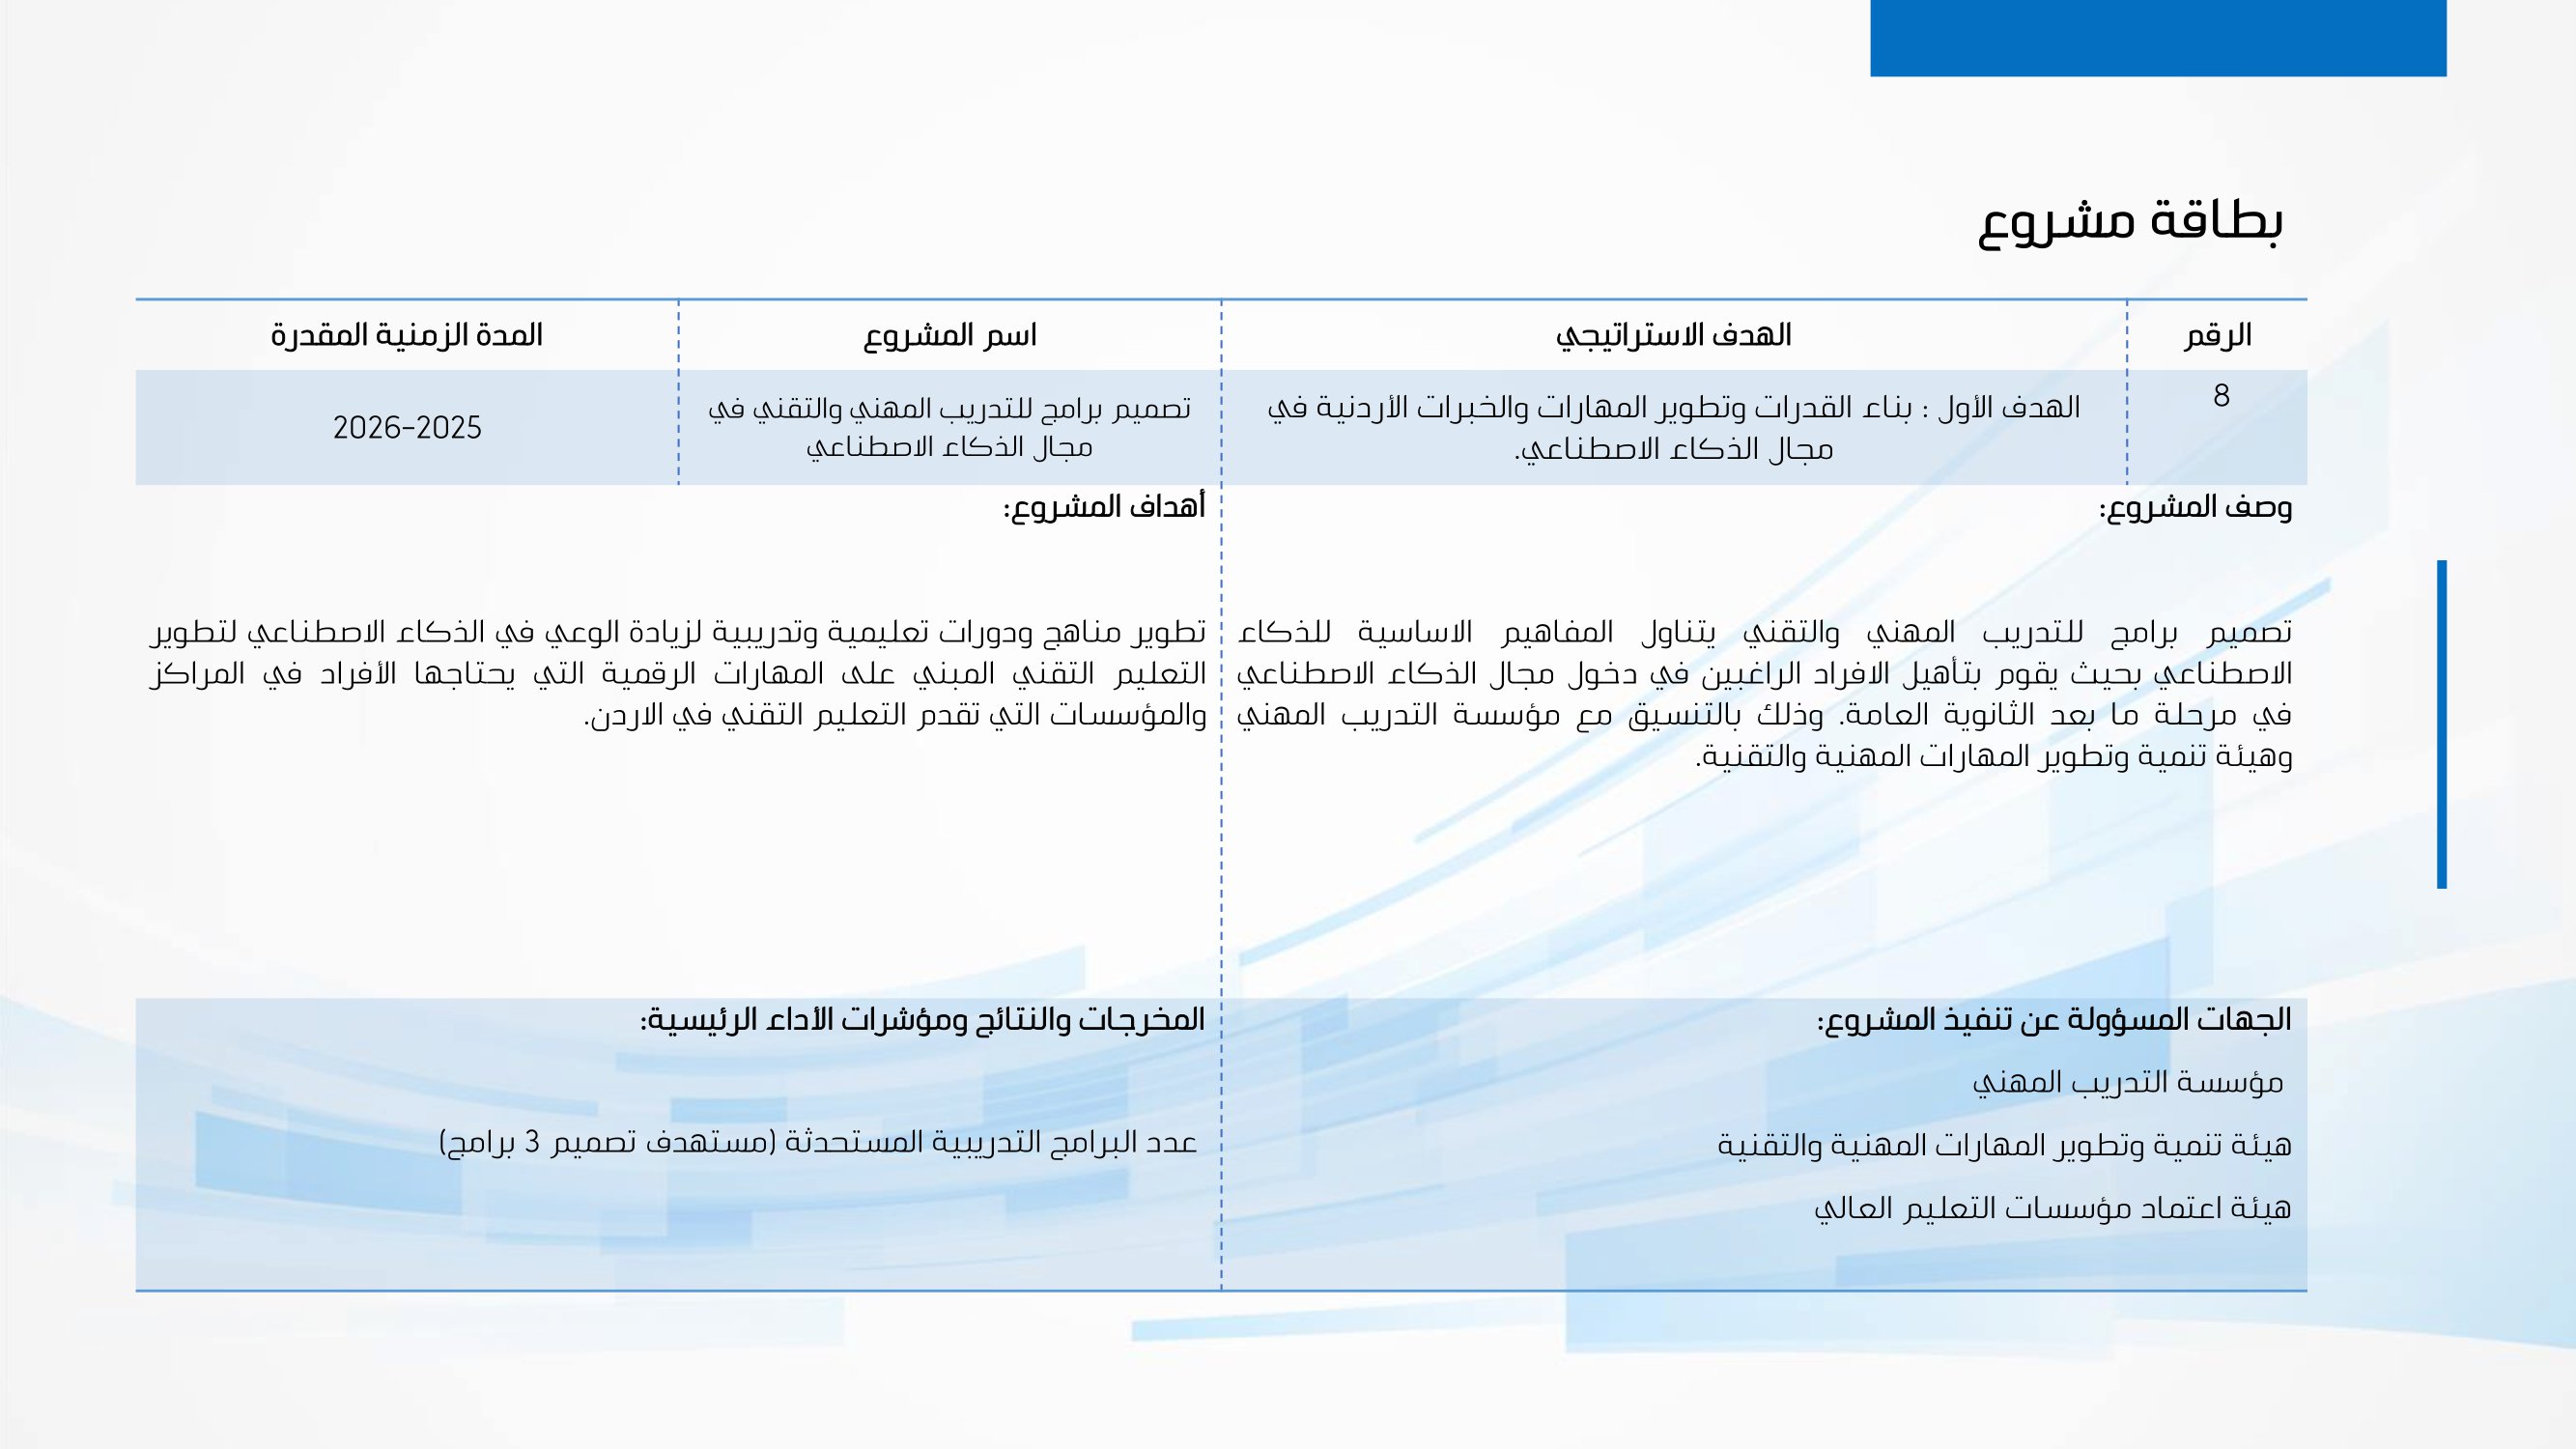 بطاقة مشروع
الرقم
الهدف الاستراتيجي
اسم المشروع
المدة الزمنية المقدرة
8
الهدف الأول : بناء القدرات وتطوير المهارات والخبرات الأردنية في
مجال الذكاء الاصطناعي.
تصميم برامج للتدريب المهني والتقني في
مجال الذكاء الاصطناعي
2026-2025
وصف المشروع:
تصميم برامج للتدريب المهني والتقني يتناول المفاهيم الاساسية للذكاء
الاصطناعي بحيث يقوم بتأهيل الافراد الراغبين في دخول مجال الذكاء الاصطناعي
في مرحلة ما بعد الثانوية العامة. وذلك بالتنسيق مع مؤسسة التدريب المهني
وهيئة تنمية وتطوير المهارات المهنية والتقنية.
أهداف المشروع:
تطوير مناهج ودورات تعليمية وتدريبية لزيادة الوعي في الذكاء الاصطناعي لتطوير
التعليم التقني المبني على المهارات الرقمية التي يحتاجها الأفراد في المراكز
والمؤسسات التي تقدم التعليم التقني في الاردن.
الجهات المسؤولة عن تنفيذ المشروع:
مؤسسة التدريب المهني
هيئة تنمية وتطوير المهارات المهنية والتقنية
هيئة اعتماد مؤسسات التعليم العالي
المخرجات والنتائج ومؤشرات الأداء الرئيسية:
عدد البرامج التدريبية المستحدثة (مستهدف تصميم 3 برامج)